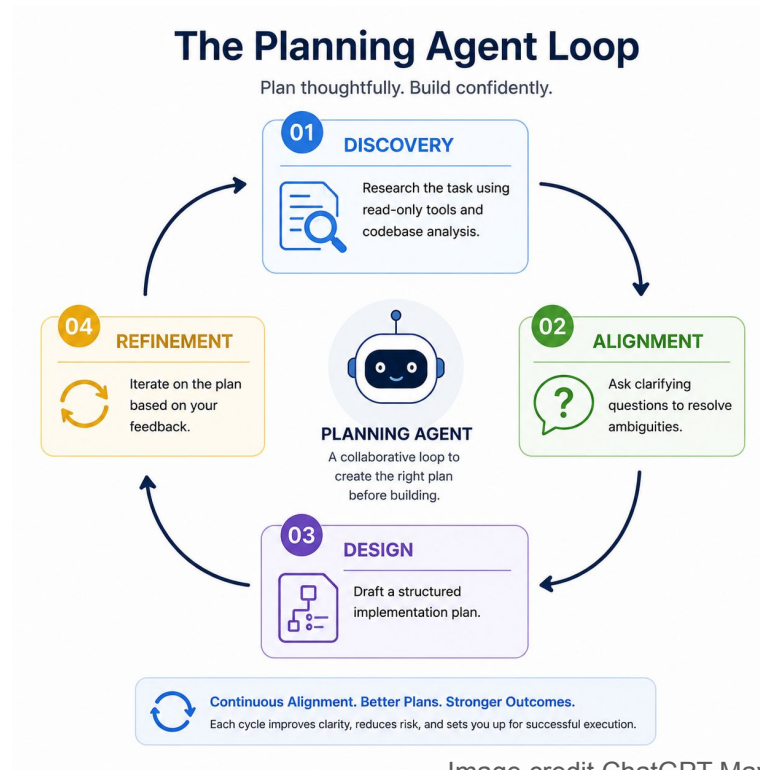 The Planning Agent Loop
Plan thoughtfully. Build confidently.
01
DISCOVERY
Research the task using
read-only tools and
codebase analysis.
02
ALIGNMENT
?
Ask clarifying
questions to resolve
ambiguities.
03
DESIGN
Draft a structured
implementation plan.
04
REFINEMENT
Iterate on the plan
based on your
feedback.
PLANNING AGENT
A collaborative loop to
create the right plan
before building.
Continuous Alignment. Better Plans. Stronger Outcomes.
Each cycle improves clarity, reduces risk, and sets you up for successful execution.
Image credit ChatGPT May